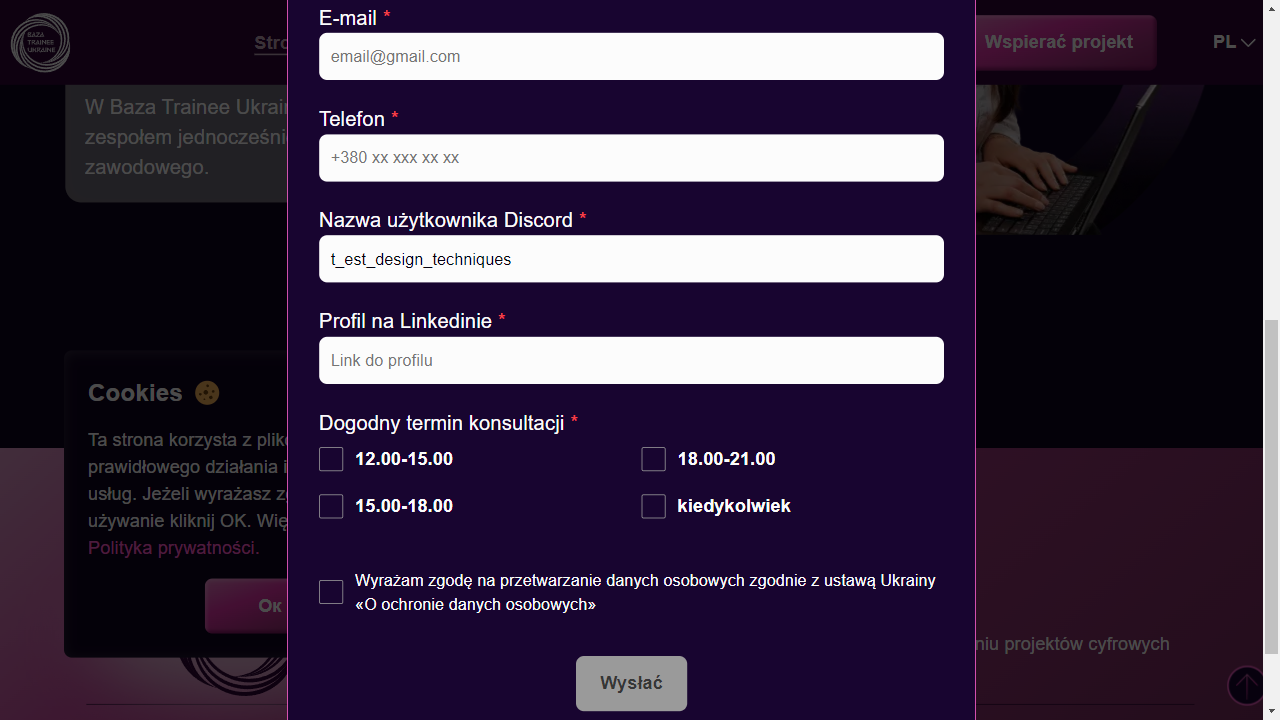 BAZA
TRAINEE
UKRAINE
Stro
Wspierać projekt
PL
W Baza Trainee Ukrain
zespołem jednocześni
zawodowego.
E-mail *
email@gmail.com
Telefon *
+380 xx xxx xx xx
Nazwa użytkownika Discord *
t_est_design_techniques
Profil na Linkedinie *
Link do profilu
Dogodny termin konsultacji *
12.00-15.00
18.00-21.00
15.00-18.00
kiedykolwiek
Wyrażam zgodę na przetwarzanie danych osobowych zgodnie z ustawą Ukrainy
«O ochronie danych osobowych»
Wysłać
Cookies
Ta strona korzysta z plikó
prawidłowego działania i
usług. Jeżeli wyrażasz zg
używanie kliknij OK. Wię
Polityka prywatności.
Ок
niu projektów cyfrowych